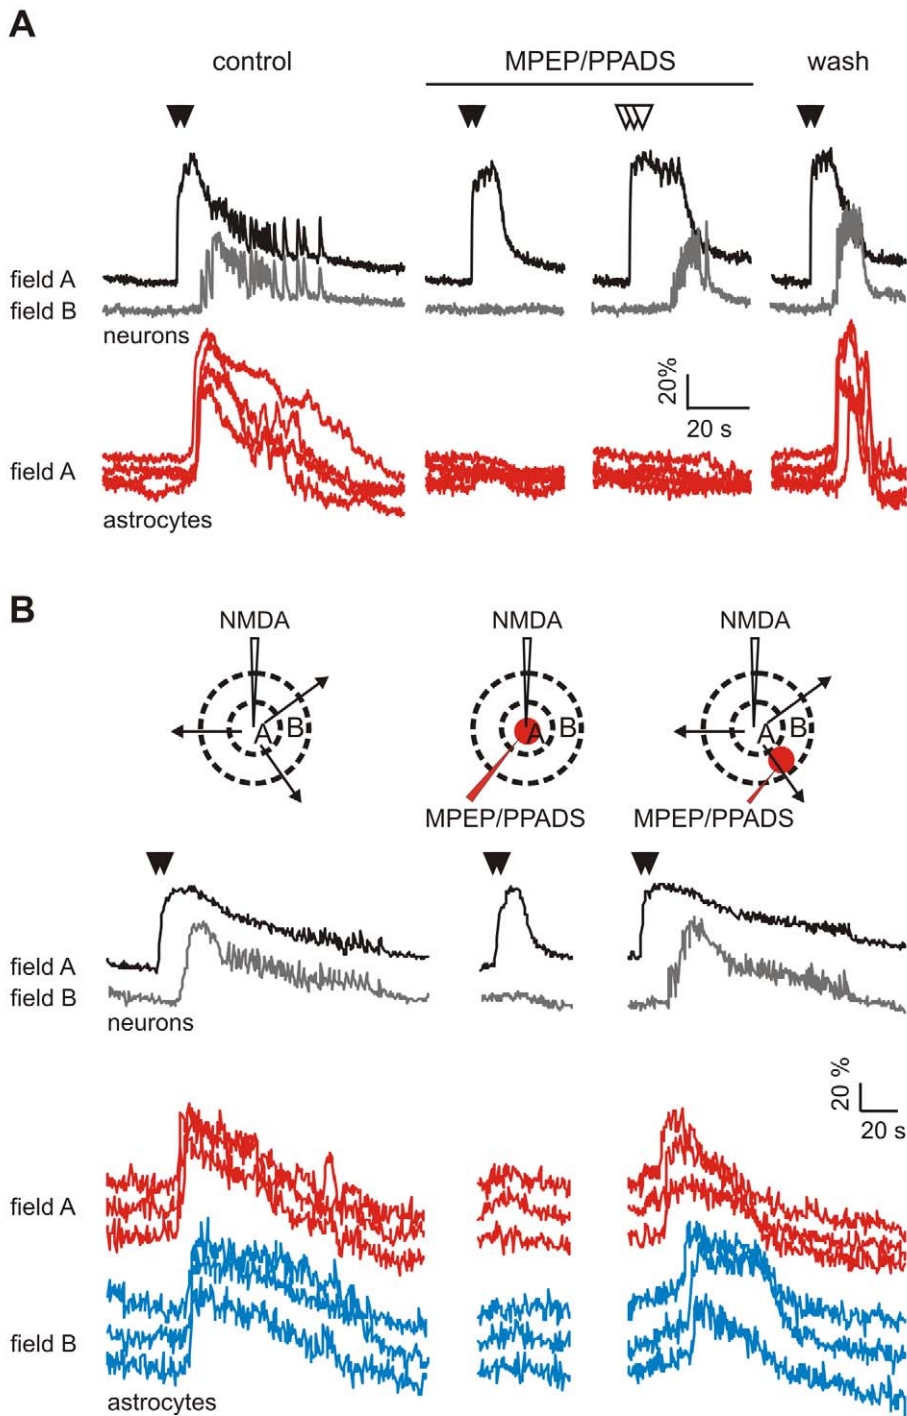 A
control MPEP/PPADS wash
field A
field B
neurons
20%
20 s
field A
astrocytes
B
NMDA NMDA NMDA
A B A B A B
MPEP/PPADS MPEP/PPADS
field A
field B
neurons
20 %
20 s
field A
field B
astrocytes